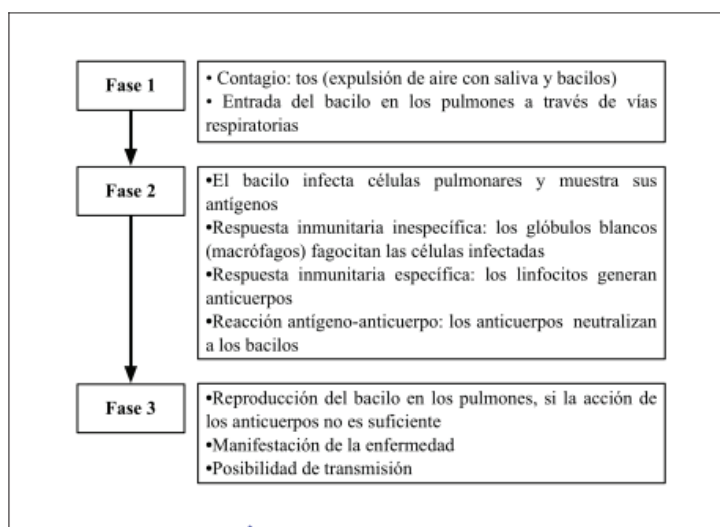 Fase 1
• Contagio: tos (expulsión de aire con saliva y bacilos)
• Entrada del bacilo en los pulmones a través de vías
respiratorias
Fase 2
•El bacilo infecta células pulmonares y muestra sus
antígenos
•Respuesta inmunitaria inespecífica: los glóbulos blancos
(macrófagos) fagocitan las células infectadas
•Respuesta inmunitaria específica: los linfocitos generan
anticuerpos
•Reacción antígeno-anticuerpo: los anticuerpos neutralizan
a los bacilos
Fase 3
•Reproducción del bacilo en los pulmones, si la acción de
los anticuerpos no es suficiente
•Manifestación de la enfermedad
•Posibilidad de transmisión